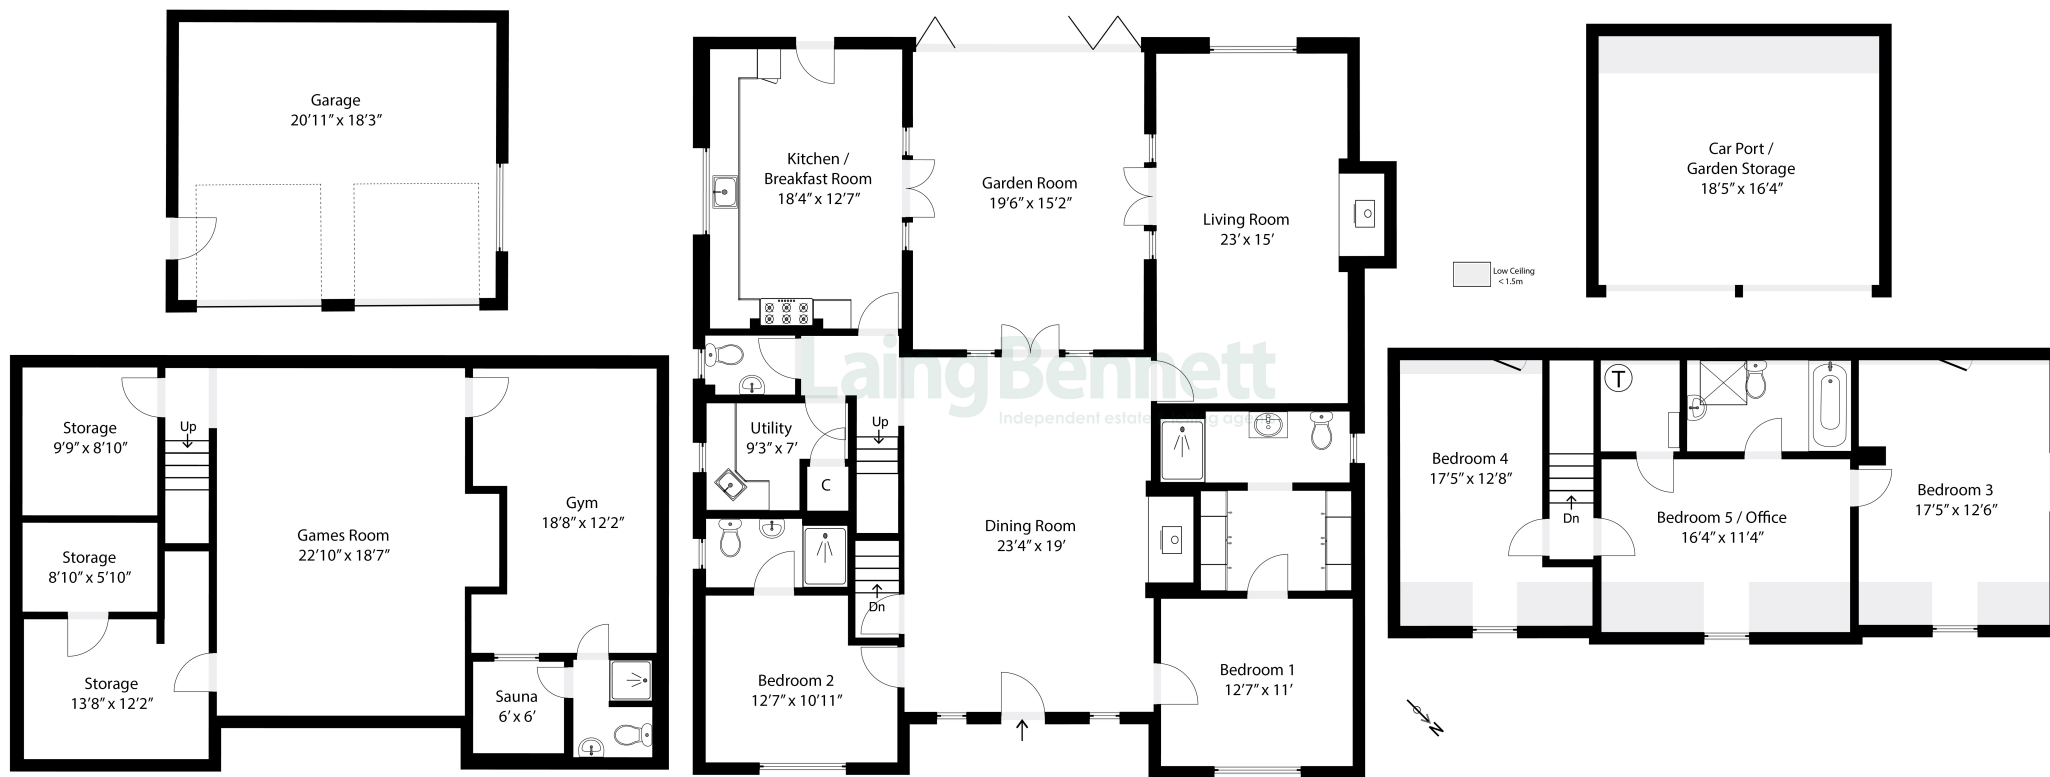 Garage
20'11" x 18'3"
Storage
9'9" x 8'10"
Up
Storage
8'10" x 5'10"
Storage
13'8" x 12'2"
Games Room
22'10" x 18'7"
Gym
18'8" x 12'2"
Sauna
6' x 6'
Kitchen /
Breakfast Room
18'4" x 12'7"
Garden Room
19'6" x 15'2"
Living Room
23' x 15'
Laing Bennett
Independent estate
Utility
9'3" x 7'
C
Up
Dn
Dining Room
23'4" x 19'
Bedroom 2
12'7" x 10'11"
Bedroom 1
12'7" x 11'
Car Port /
Garden Storage
18'5" x 16'4"
Low Ceiling
< 1.5m
T
Bedroom 4
17'5" x 12'8"
Dn
Bedroom 5 / Office
16'4" x 11'4"
Bedroom 3
17'5" x 12'6"
N